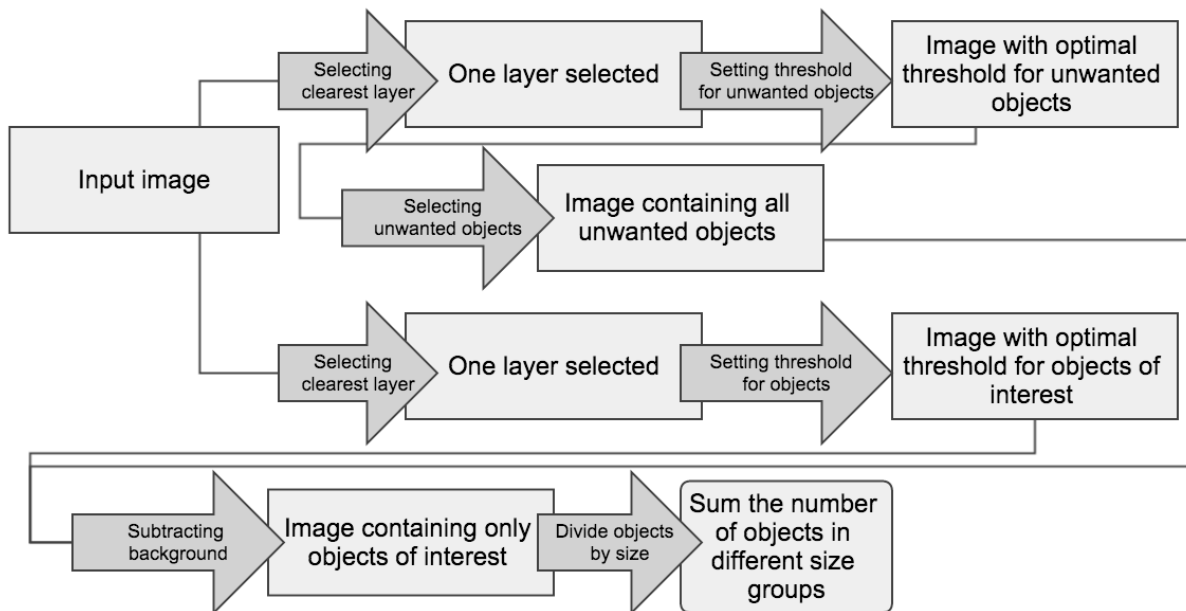 Input image
Selecting
clearest layer
One layer selected
Setting threshold
for unwanted objects
Image with optimal
threshold for unwanted
objects
Selecting
unwanted objects
Image containing all
unwanted objects
Selecting
clearest layer
One layer selected
Setting threshold
for objects
Image with optimal
threshold for objects of
interest
Subtracting
background
Image containing only
objects of interest
Divide objects
by size
Sum the number
of objects in
different size
groups